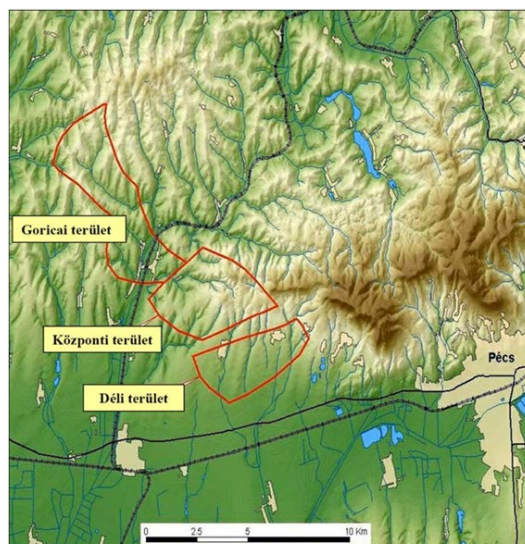 Goricai terület
Központi terület
Déli terület
Pécs
0 2.5 5 10 Km